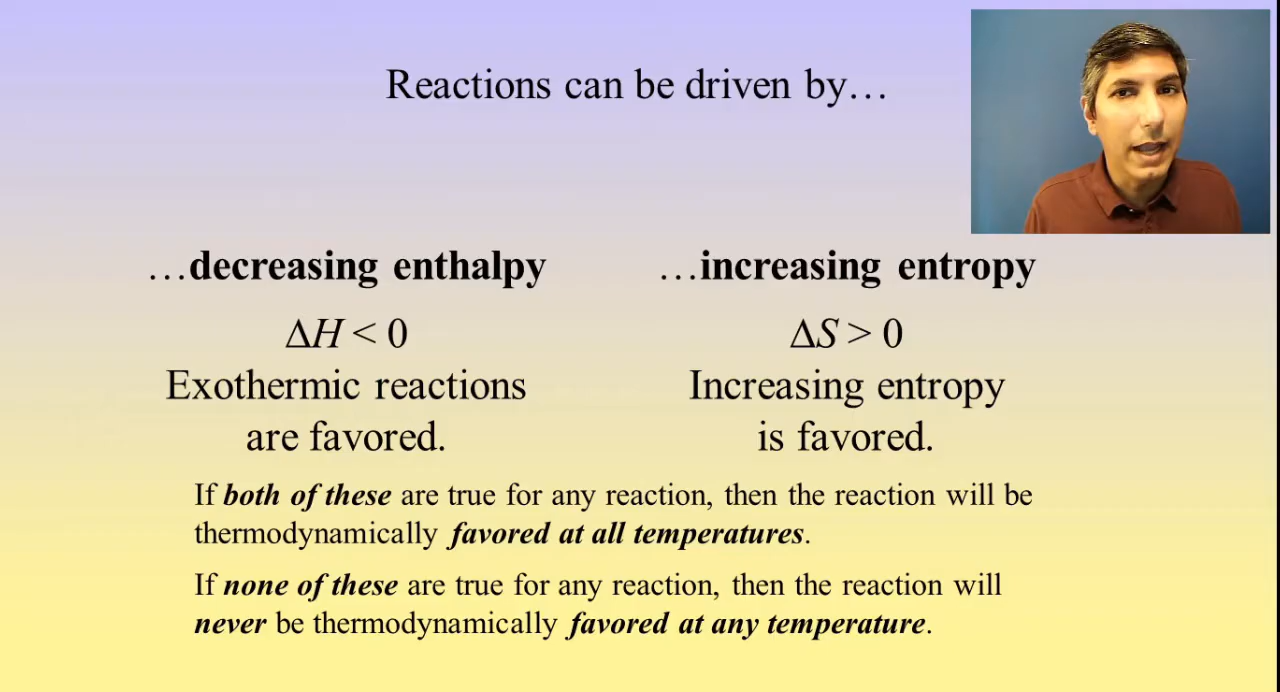 Reactions can be driven by…
…decreasing enthalpy
…increasing entropy
ΔH < 0
ΔS > 0
Exothermic reactions
are favored.
Increasing entropy
is favored.
If both of these are true for any reaction, then the reaction will be
thermodynamically favored at all temperatures.
If none of these are true for any reaction, then the reaction will
never be thermodynamically favored at any temperature.